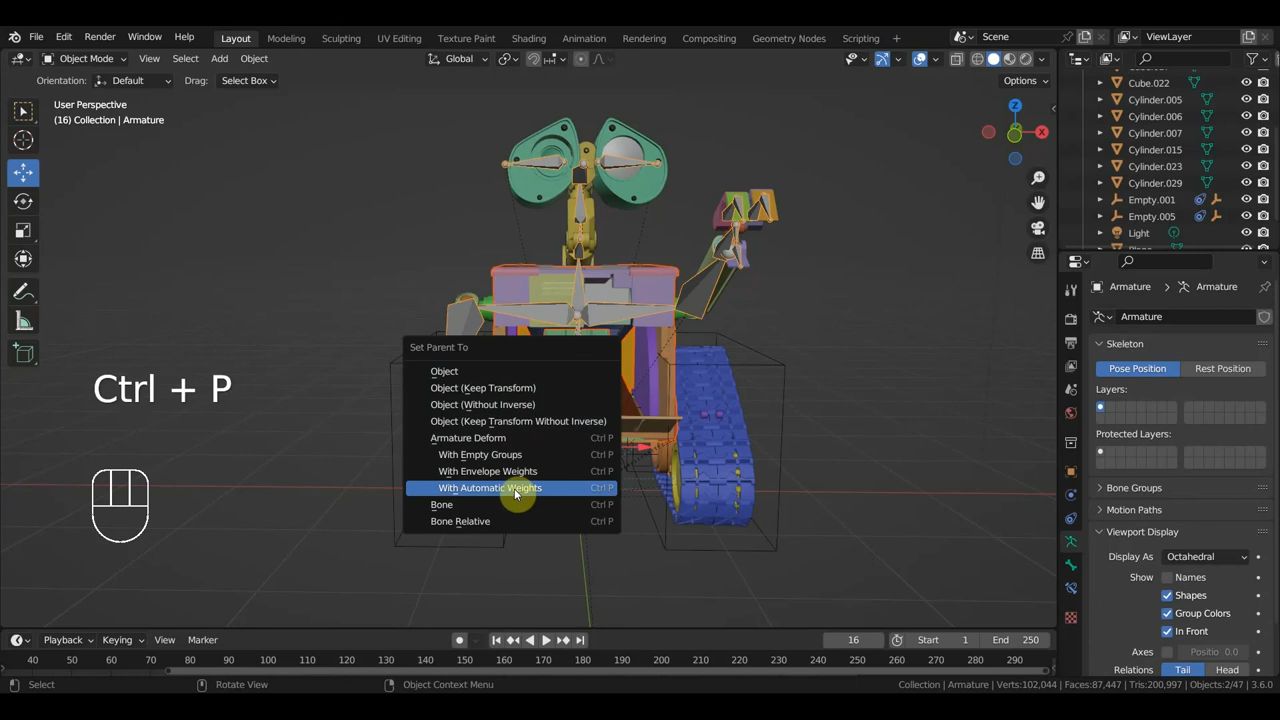 File Edit Render Window Help Layout Modeling Sculpting UV Editing Texture Paint Shading Animation Rendering Compositing Geometry Nodes Scripting + Scene ViewLayer
Object Mode View Select Add Object Global
Orientation: Default Drag: Select Box Options
User Perspective
(16) Collection | Armature
Z
X
Cube.022
Cylinder.005
Cylinder.006
Cylinder.007
Cylinder.015
Cylinder.023
Cylinder.029
Empty.001
Empty.005
Light
Armature Armature
Armature
Skeleton
Pose Position Rest Position
Layers:
Protected Layers:
Bone Groups
Motion Paths
Viewport Display
Display As Octahedral
Show Names
Shapes
Group Colors
In Front
Axes Positio 0.0
Relations Tail Head
Ctrl + P
Set Parent To
Object
Object (Keep Transform)
Object (Without Inverse)
Object (Keep Transform Without Inverse)
Armature Deform Ctrl P
With Empty Groups Ctrl P
With Envelope Weights Ctrl P
With Automatic Weights Ctrl P
Bone Ctrl P
Bone Relative Ctrl P
Playback Keying View Marker 16 Start 1 End 250
40 50 60 70 80 90 100 110 120 130 140 150 160 170 180 190 200 210 220 230 240 250 260 270 280 290
Select Rotate View Object Context Menu Collection | Armature | Verts:102,044 | Faces:87,447 | Tris:200,997 | Objects:2/47 | 3.6.0